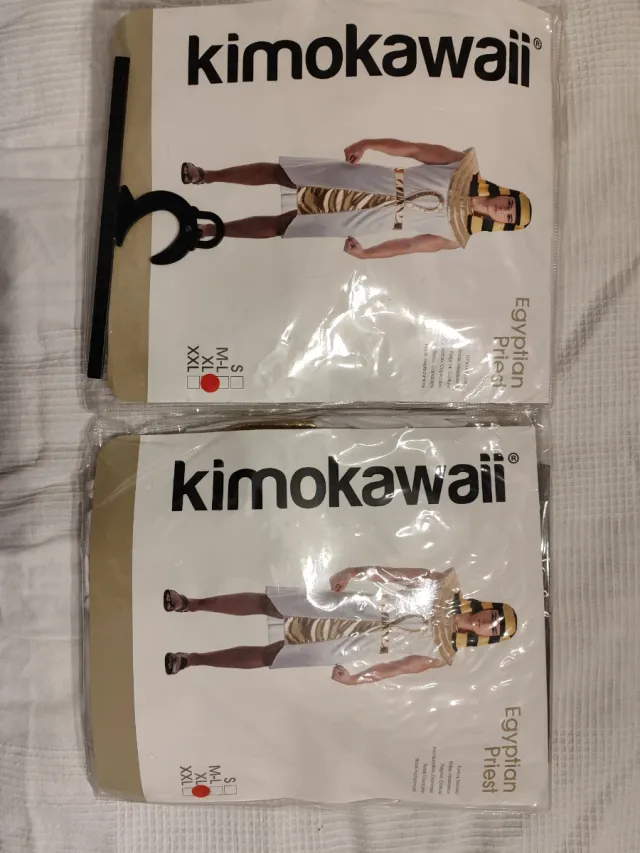 kimokawaii®
Egyptian
Priest
S
M-L
XL
XXL
kimokawaii®
Egyptian
Priest
S
M-L
XL
XXL